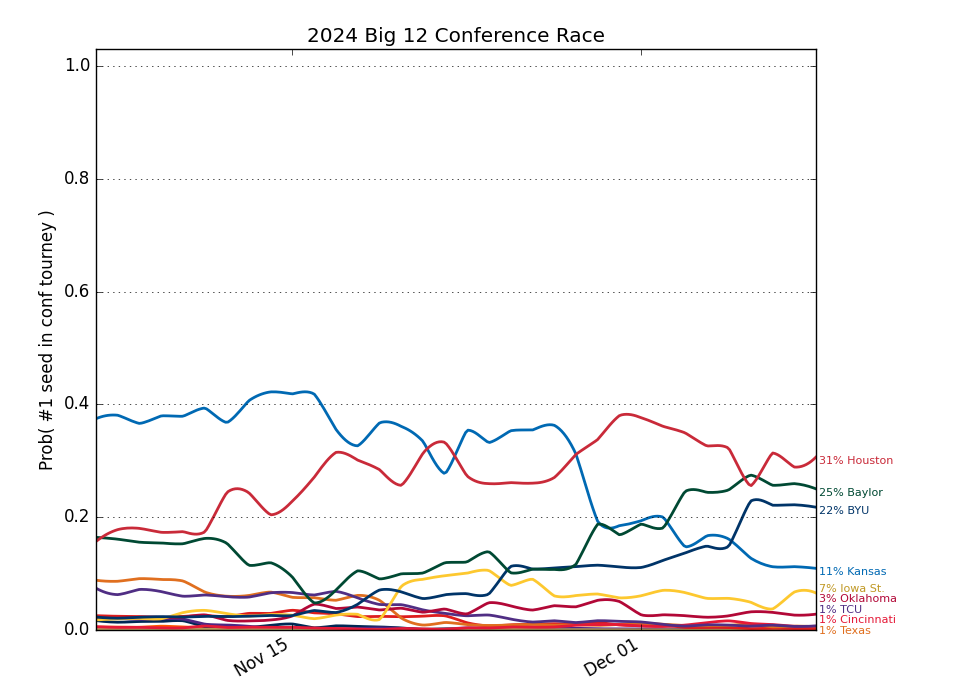 2024 Big 12 Conference Race
Prob( #1 seed in conf tourney )
1.0
0.8
0.6
0.4
0.2
0.0
Nov 15
Dec 01
31% Houston
25% Baylor
22% BYU
11% Kansas
7% Iowa St.
3% Oklahoma
1% TCU
1% Cincinnati
1% Texas